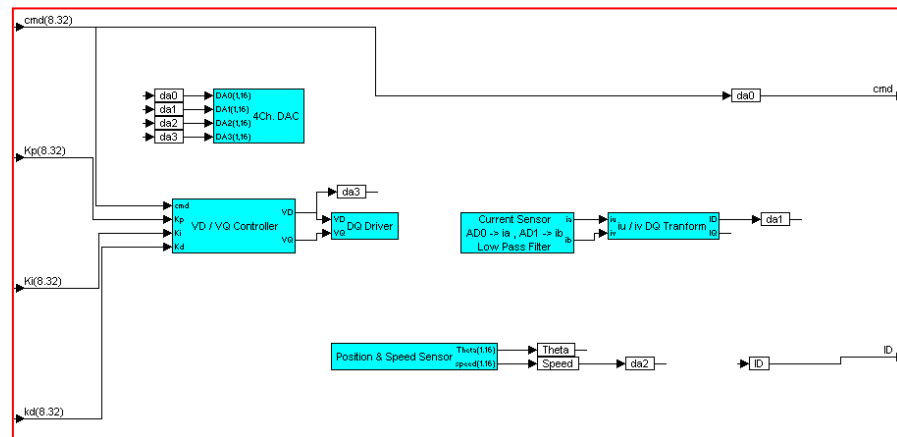 cmd(8.32)
da0
cmd
da0
da1
da2
da3
DA0(1,16)
DA1(1,16)
DA2(1,16)
DA3(1,16)
4Ch. DAC
Kp(8.32)
da3
cmd
Kp
Ki
Kd
VD / VQ Controller
VD
VQ
VD
VQ
DQ Driver
Current Sensor
AD0 -> ia , AD1 -> ib
Low Pass Filter
ia
ib
iu
iv
iu / iv DQ Tranform
ID
IQ
da1
Ki(8.32)
Position & Speed Sensor
Theta(1.16)
speed(1.16)
Theta
Speed
da2
ID
ID
kd(8.32)